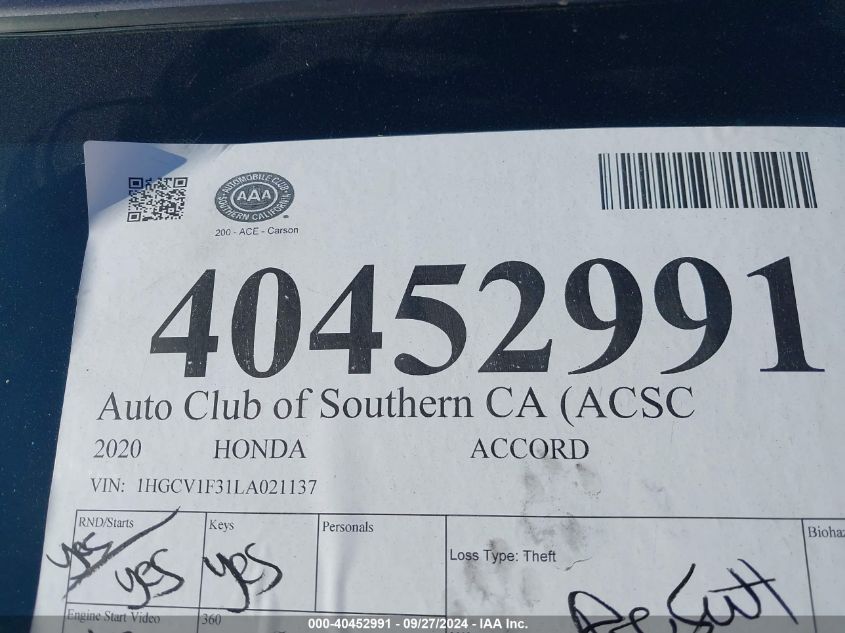 AUTOMOBILE CLUB
AAA
SOUTHERN CALIFORNIA
200 - ACE - Carson
40452991
Auto Club of Southern CA (ACSC
2020 HONDA ACCORD
VIN: 1HGCV1F31LA021137
RND/Starts Keys Personals Biohaz
Loss Type: Theft
yes yes yes
Engine Start Video 360
000-40452991 - 09/27/2024 - IAA Inc.